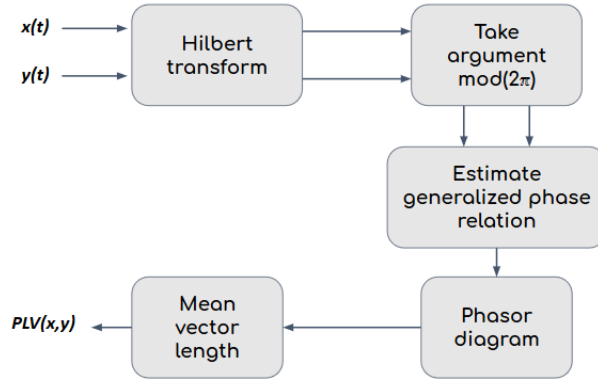 x(t)
y(t)
Hilbert
transform
Take
argument
mod(2π)
Estimate
generalized phase
relation
Phasor
diagram
Mean
vector
length
PLV(x,y)